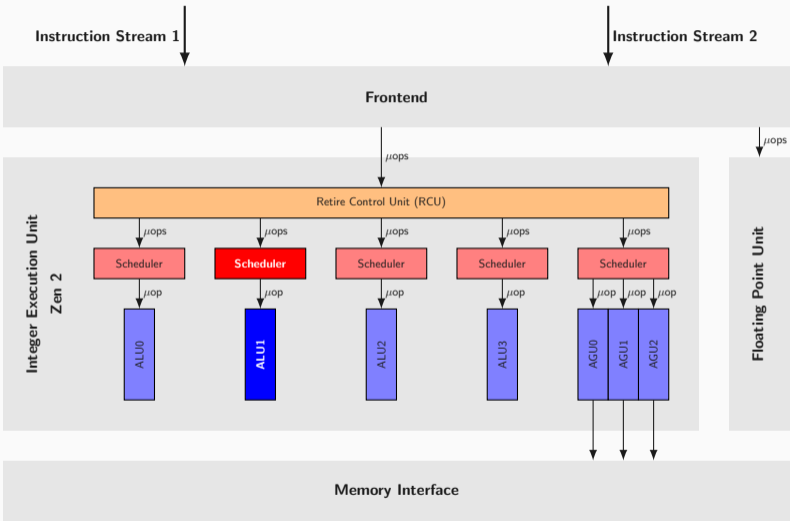 Instruction Stream 1
Instruction Stream 2
Frontend
μops
μops
Retire Control Unit (RCU)
μops
μops
μops
μops
μops
Scheduler
Scheduler
Scheduler
Scheduler
Scheduler
μop
μop
μop
μop
μop
μop
μop
ALU0
ALU1
ALU2
ALU3
AGU0
AGU1
AGU2
Integer Execution Unit
Zen 2
Floating Point Unit
Memory Interface